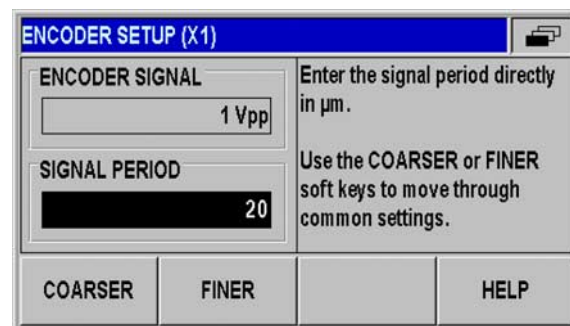 ENCODER SETUP (X1)
ENCODER SIGNAL
1 Vpp
SIGNAL PERIOD
20
Enter the signal period directly
in µm.
Use the COARSER or FINER
soft keys to move through
common settings.
COARSER
FINER
HELP